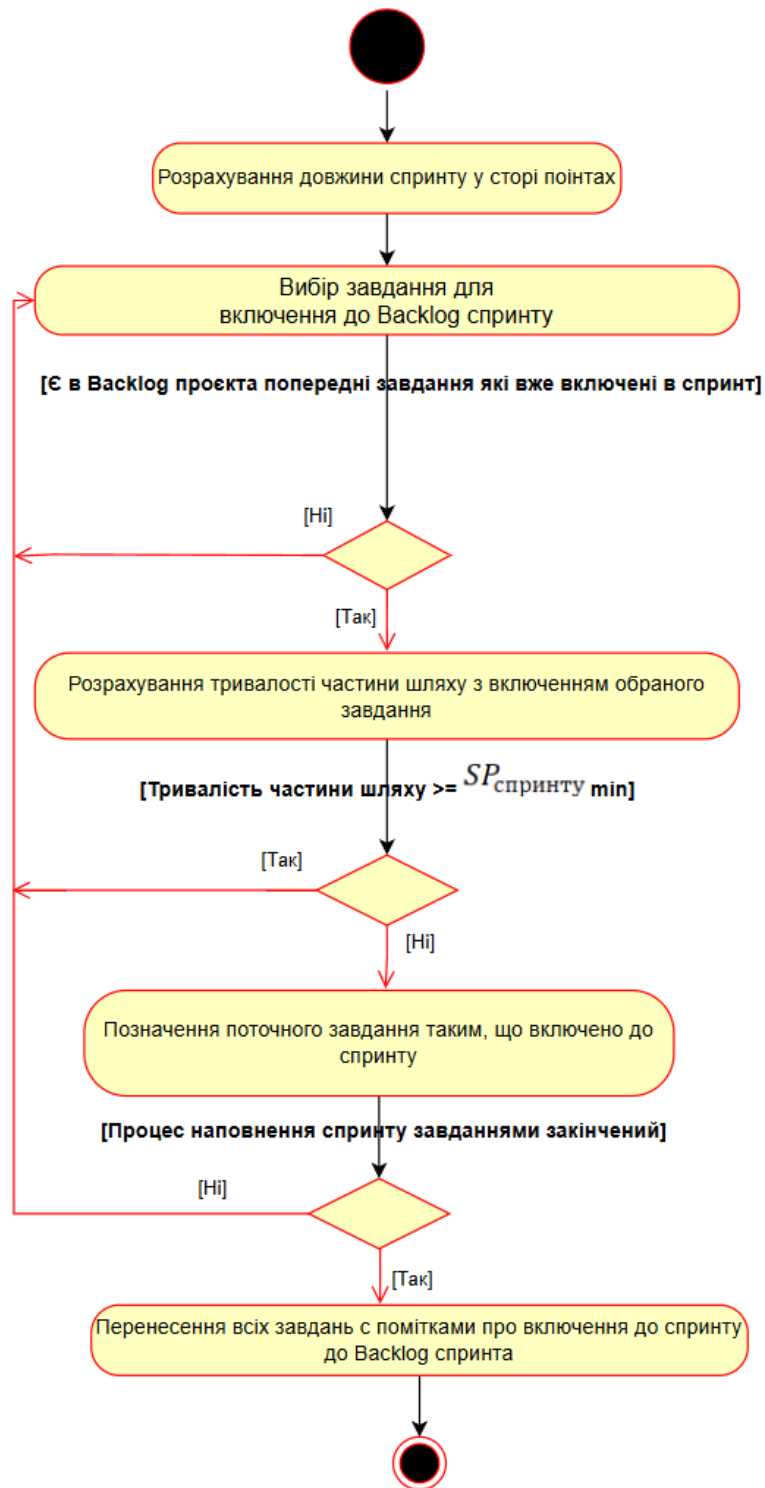 Розрахування довжини спринту у сторі поінтах
Вибір завдання для
включення до Backlog спринту
[Є в Backlog проєкта попередні завдання які вже включені в спринт]
[Ні]
[Так]
Розрахування тривалості частини шляху з включенням обраного
завдання
[Тривалість частини шляху >= SPспринту min]
[Так]
[Ні]
Позначення поточного завдання таким, що включено до
спринту
[Процес наповнення спринту завданнями закінчений]
[Ні]
[Так]
Перенесення всіх завдань с помітками про включення до спринту
до Backlog спринта